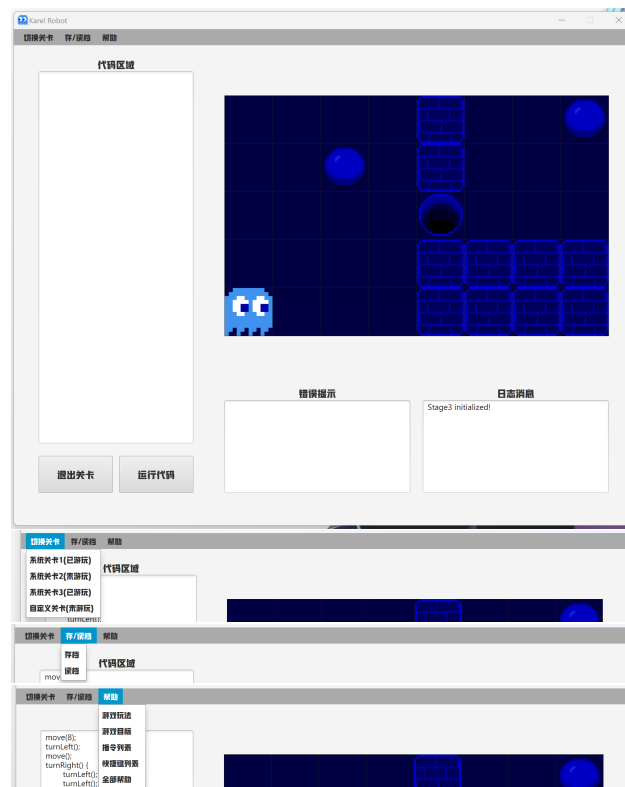 Karel Robot
切换关卡 存/读档 帮助
代码区域
错误提示
日志消息
Stage3 initialized!
退出关卡
运行代码
切换关卡 存/读档 帮助
系统关卡1(已游玩)
系统关卡2(未游玩)
系统关卡3(已游玩)
自定义关卡(未游玩)
代码区域
turnLeft();
切换关卡 存/读档 帮助
存档
读档
代码区域
mov
切换关卡 存/读档 帮助
游戏玩法
游戏目标
指令列表
快捷键列表
全部帮助
move(8);
turnLeft();
move();
turnRight() {
turnLeft();
turnLeft();